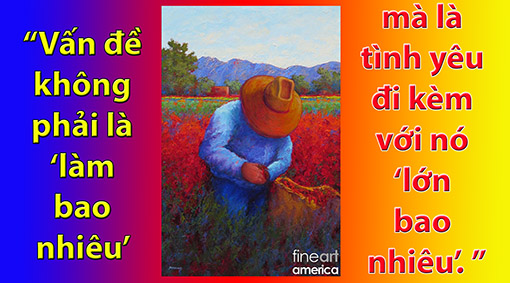 “Vấn đề
không
phải là
‘làm
bao
nhiêu’
mà là
tình yêu
đi kèm
với nó
‘lớn
bao
nhiêu’. ”
fineart
america